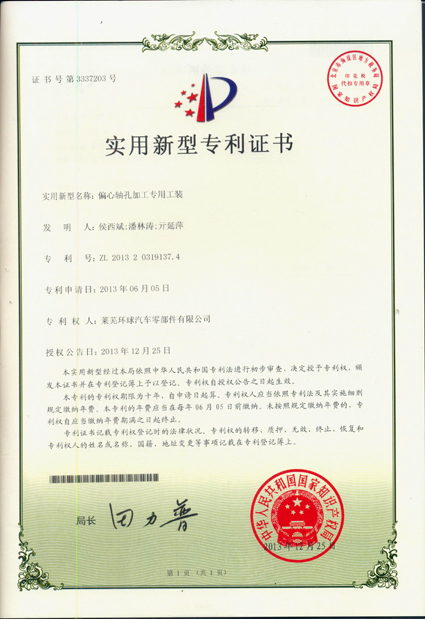 证书号第3337203号
印花税
代扣专用章
国家知识产权局
实用新型专利证书
实用新型名称：偏心轴孔加工专用工装
发明人：侯西斌;潘林涛;亓延萍
专利号：ZL 2013 2 0319137.4
专利申请日：2013年06月05日
专利权人：莱芜环球汽车零部件有限公司
授权公告日：2013年12月25日
本实用新型经过本局依照中华人民共和国专利法进行初步审查，决定授予专利权，颁
发本证书并在专利登记簿上予以登记。专利权自授权公告之日起生效。
本专利的专利权期限为十年，自申请日起算。专利权人应当依照专利法及其实施细则
规定缴纳年费。本专利的年费应当在每年06月05日前缴纳。未按照规定缴纳年费的，专
利权自应当缴纳年费期满之日起终止。
专利证书记载专利权登记时的法律状况。专利权的转移、质押、无效、终止、恢复和
专利权人的姓名或名称、国籍、地址变更等事项记载在专利登记簿上。
局长
田力普
中华人民共和国国家知识产权局
2013年12月25日
第1页（共1页）